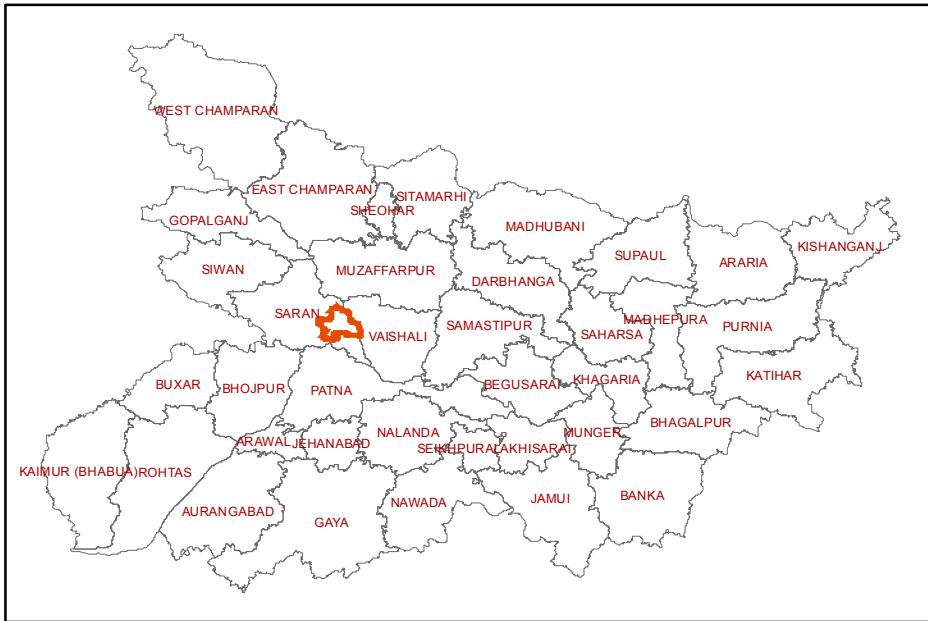 WEST CHAMPARAN
EAST CHAMPARAN
SITAMARHI
SHEOHAR
GOPALGANJ
MADHUBANI
KISHANGANJ
SUPAUL
ARARIA
SIWAN
MUZAFFARPUR
DARBHANGA
SARAN
MADHEPURA
SAMASTIPUR
PURNIA
VAISHALI
SAHARSA
KATIHAR
BUXAR
BHOJPUR
PATNA
BEGUSARAI
KHAGARIA
BHAGALPUR
NALANDA
MUNGER
ARAWAL
JEHANABAD
SEIKHPURA
LAKHISARAI
KAIMUR (BHABUA)
ROHTAS
BANKA
JAMUI
NAWADA
AURANGABAD
GAYA